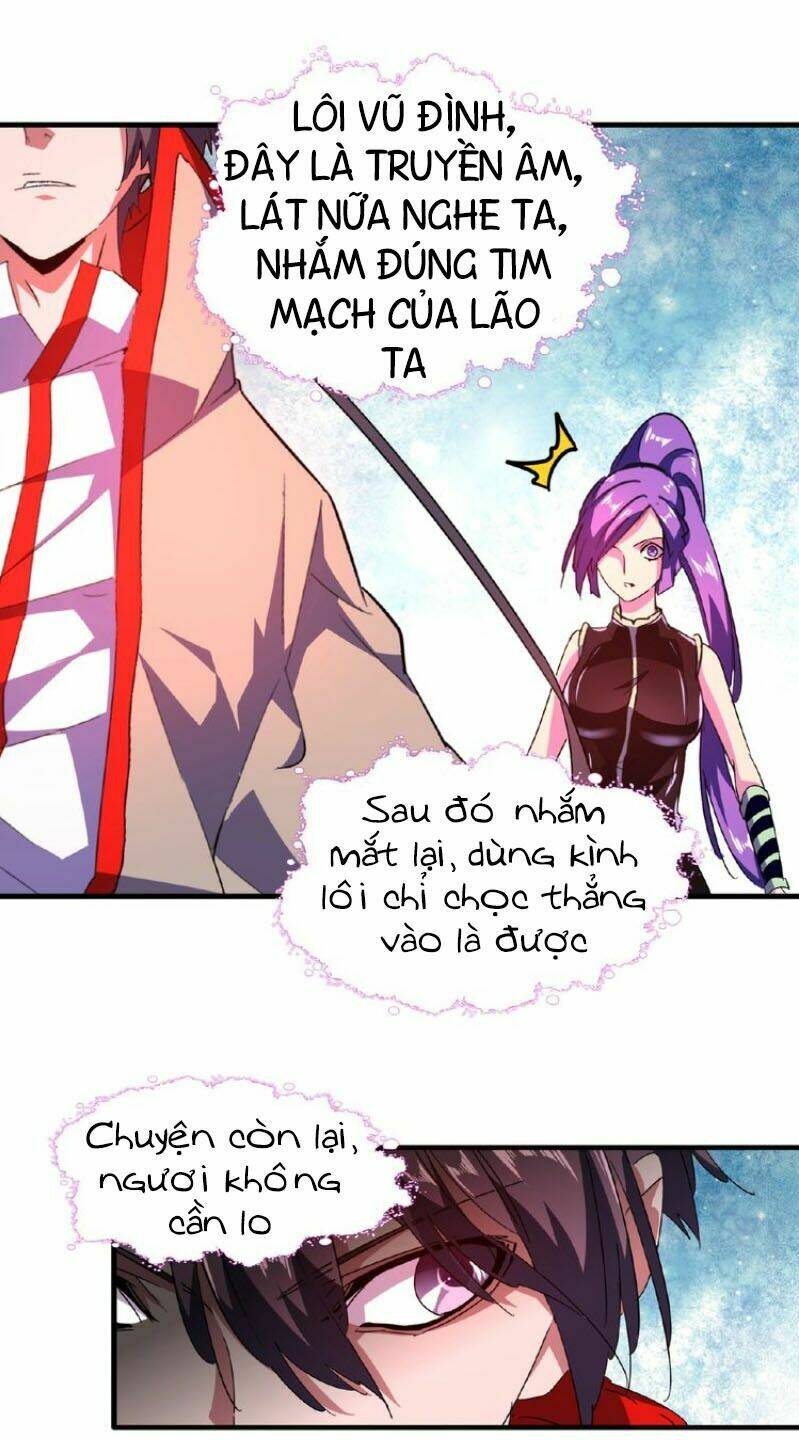 LÔI VŨ ĐÌNH,
ĐÂY LÀ TRUYỀN ÂM,
LÁT NỮA NGHE TA,
NHẮM ĐÚNG TIM
MẠCH CỦA LÃO
TA
Sau đó nhắm
mắt lại, dùng kình
lôi chỉ chọc thẳng
vào là được
Chuyện còn lại,
ngươi không
cần lo